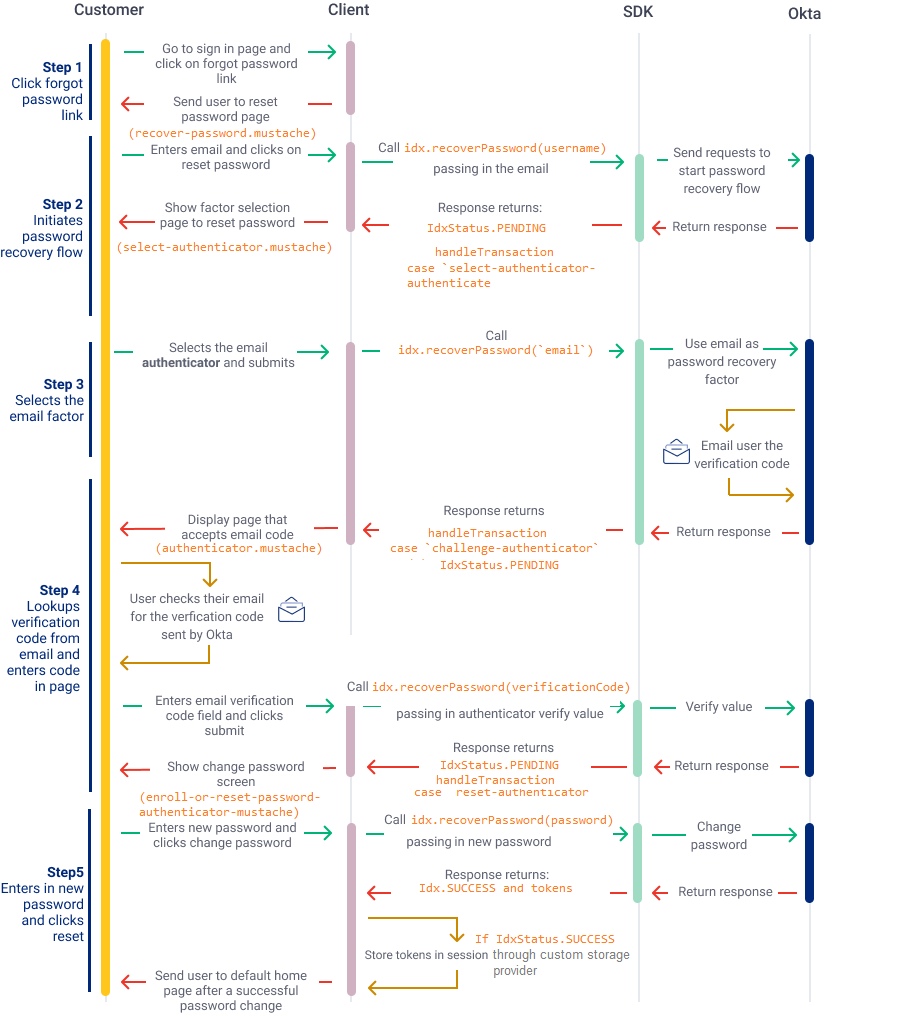 Customer
Client
SDK
Okta
Step 1
Click forgot
password
link
Go to sign in page and
click on forgot password
link
Send user to reset
password page
(recover-password.mustache)
Step 2
Initiates
password
recovery flow
Enters email and clicks on
reset password
Call idx.recoverPassword(username)
passing in the email
Send requests to
start password
recovery flow
Show factor selection
page to reset password
(select-authenticator.mustache)
Response returns:
IdxStatus.PENDING
handleTransaction
case `select-authenticator-
authenticate
Return response
Step 3
Selects the
email factor
Selects the email
authenticator and submits
Call
idx.recoverPassword(`email`)
Use email as
password recovery
factor
Email user the
verification code
Step 4
Lookups
verification
code from
email and
enters code
in page
Display page that
accepts email code
(authenticator.mustache)
Response returns
handleTransaction
case `challenge-authenticator`
IdxStatus.PENDING
Return response
User checks their email
for the verfication code
sent by Okta
Enters email verification
code field and clicks
submit
Call idx.recoverPassword(verificationCode)
passing in authenticator verify value
Verify value
Show change password
screen
(enroll-or-reset-password-
authenticator-mustache)
Response returns
IdxStatus.PENDING
handleTransaction
case reset-authenticator
Return response
Step5
Enters in new
password
and clicks
reset
Enters new password and
clicks change password
Call idx.recoverPassword(password)
passing in new password
Change
password
Response returns:
Idx.SUCCESS and tokens
Return response
If IdxStatus.SUCCESS
Store tokens in session through custom storage
provider
Send user to default home
page after a successful
password change